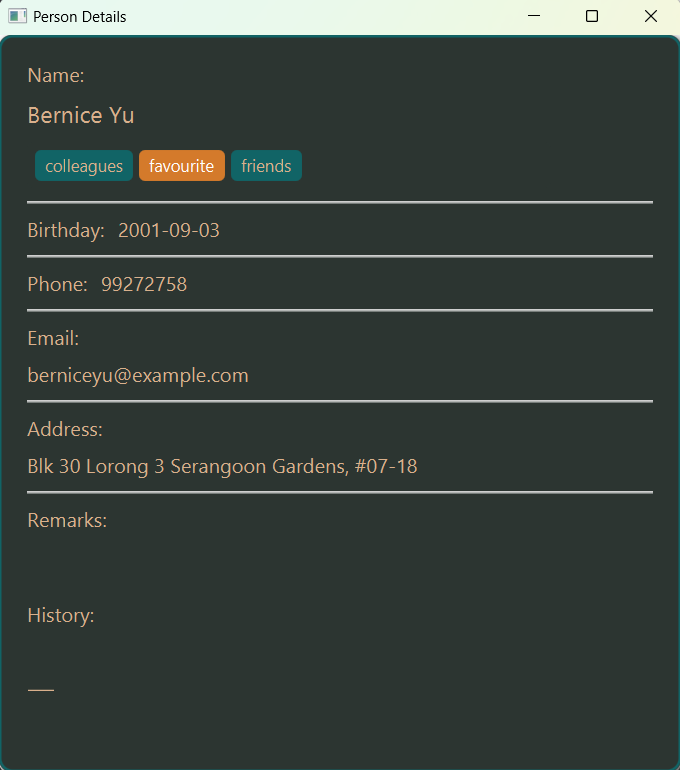 Person Details
Name:
Bernice Yu
colleagues favourite friends
Birthday: 2001-09-03
Phone: 99272758
Email:
berniceyu@example.com
Address:
Blk 30 Lorong 3 Serangoon Gardens, #07-18
Remarks:
History: